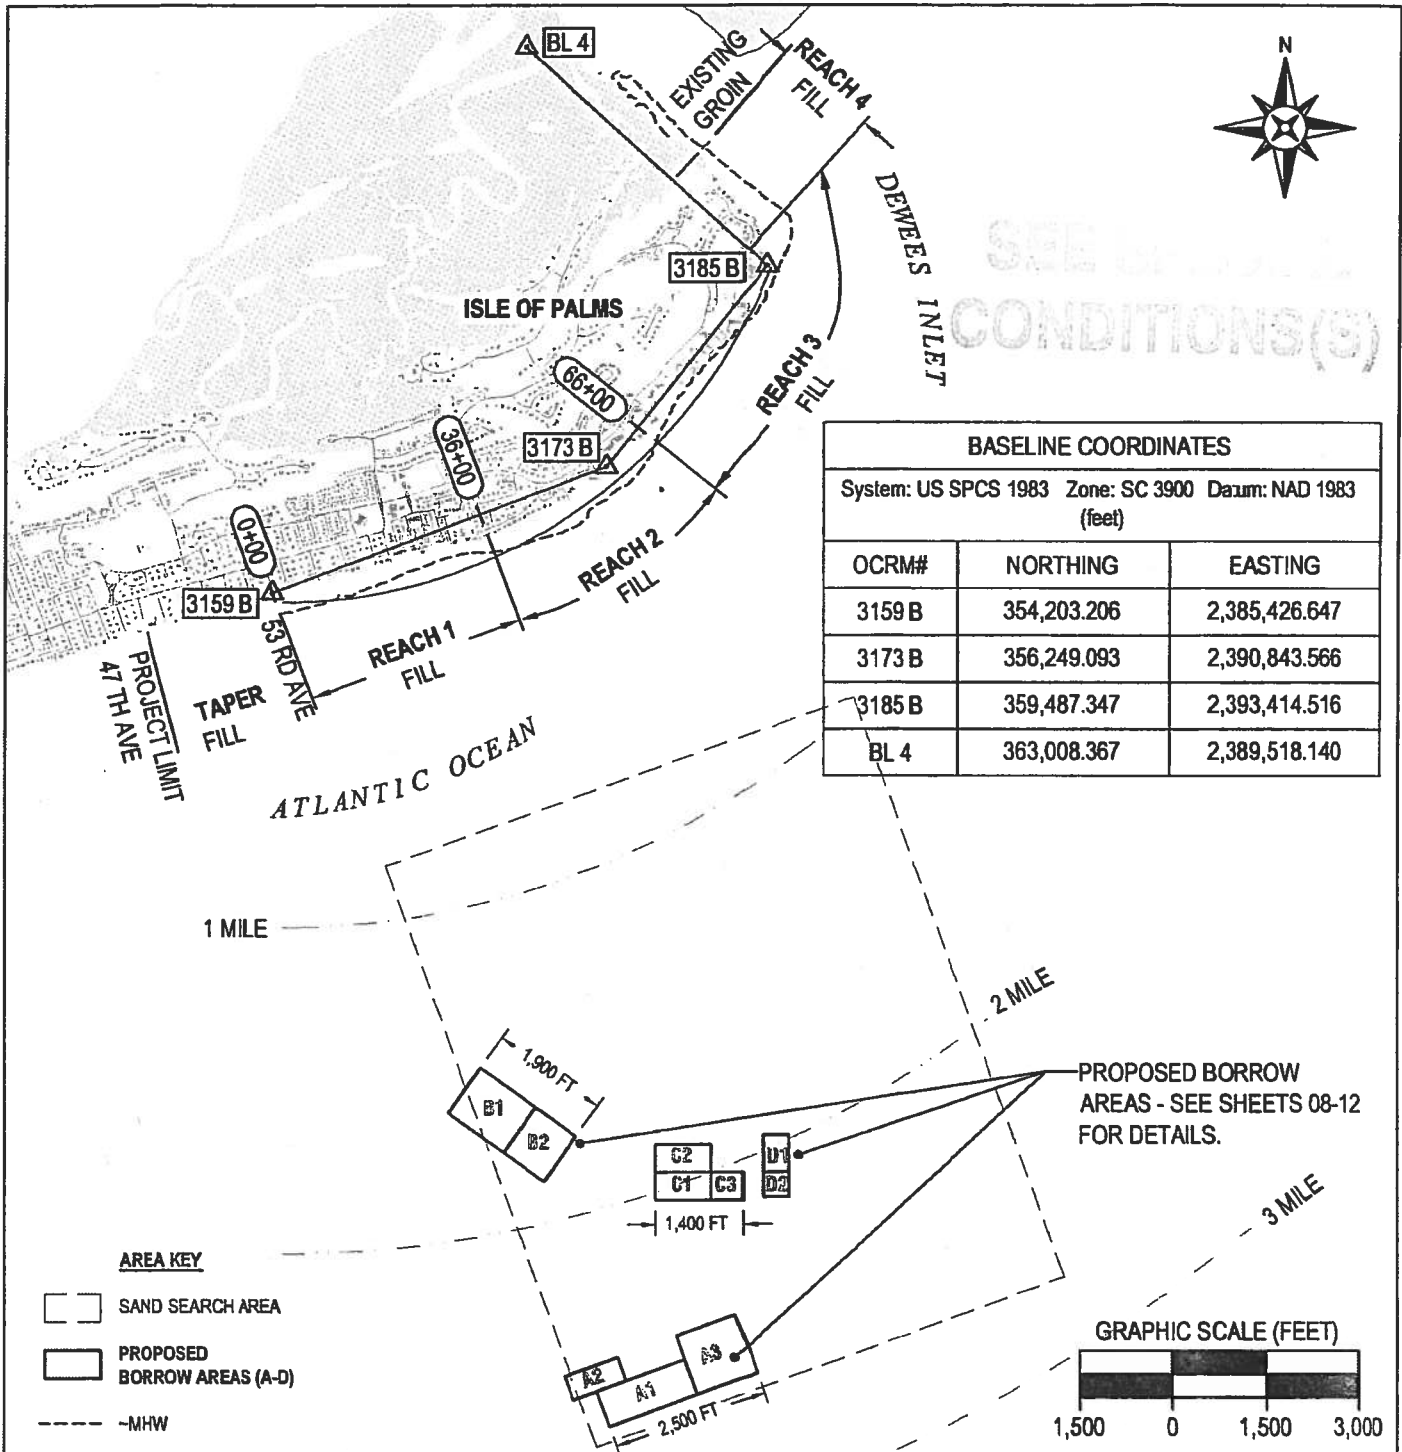 BL 4
EXISTING
GROIN
REACH 4
FILL
N
DEWEES INLET
SEE
CONDITIONS(S)
3185 B
ISLE OF PALMS
REACH 3
FILL
66+00
36+00
3173 B
0+00
3159 B
REACH 2
FILL
REACH 1
FILL
53 RD AVE
TAPER
FILL
PROJECT LIMIT
47 TH AVE
ATLANTIC OCEAN
BASELINE COORDINATES
System: US SPCS 1983 Zone: SC 3900 Datum: NAD 1983
(feet)
OCRM# NORTHING EASTING
3159 B 354,203.206 2,385,426.647
3173 B 356,249.093 2,390,843.566
3185 B 359,487.347 2,393,414.516
BL 4 363,008.367 2,389,518.140
1 MILE
2 MILE
3 MILE
1,900 FT
B1
B2
C2
C1
C3
D1
D2
1,400 FT
PROPOSED BORROW
AREAS - SEE SHEETS 08-12
FOR DETAILS.
A2
A1
A3
2,500 FT
AREA KEY
SAND SEARCH AREA
PROPOSED
BORROW AREAS (A-D)
~MHW
GRAPHIC SCALE (FEET)
1,500 0 1,500 3,000